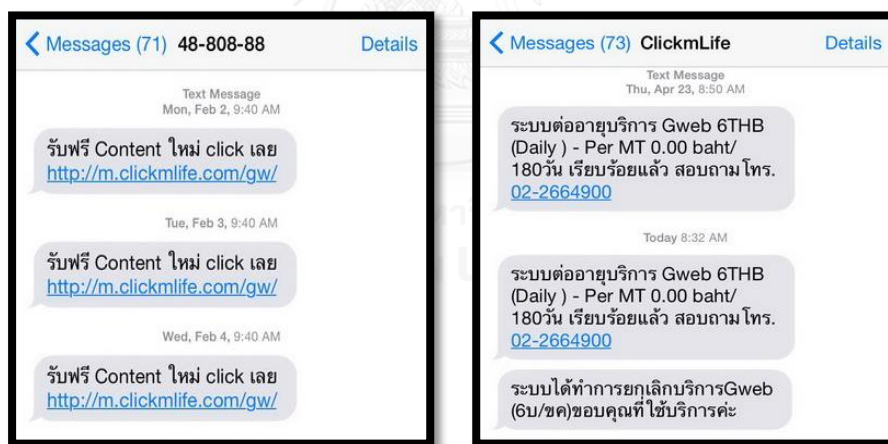 Messages (71) 48-808-88 Details
Text Message
Mon, Feb 2, 9:40 AM
รับฟรี Content ใหม่ click เลย
http://m.clickmlife.com/gw/
Tue, Feb 3, 9:40 AM
รับฟรี Content ใหม่ click เลย
http://m.clickmlife.com/gw/
Wed, Feb 4, 9:40 AM
รับฟรี Content ใหม่ click เลย
http://m.clickmlife.com/gw/
Messages (73) ClickmLife Details
Text Message
Thu, Apr 23, 8:50 AM
ระบบต่ออายุบริการ Gweb 6THB
(Daily ) - Per MT 0.00 baht/
180วัน เรียบร้อยแล้ว สอบถามโทร.
02-2664900
Today 8:32 AM
ระบบต่ออายุบริการ Gweb 6THB
(Daily ) - Per MT 0.00 baht/
180วัน เรียบร้อยแล้ว สอบถามโทร.
02-2664900
ระบบได้ทำการยกเลิกบริการGweb
(6บ/ขค)ขอบคุณที่ใช้บริการค่ะ